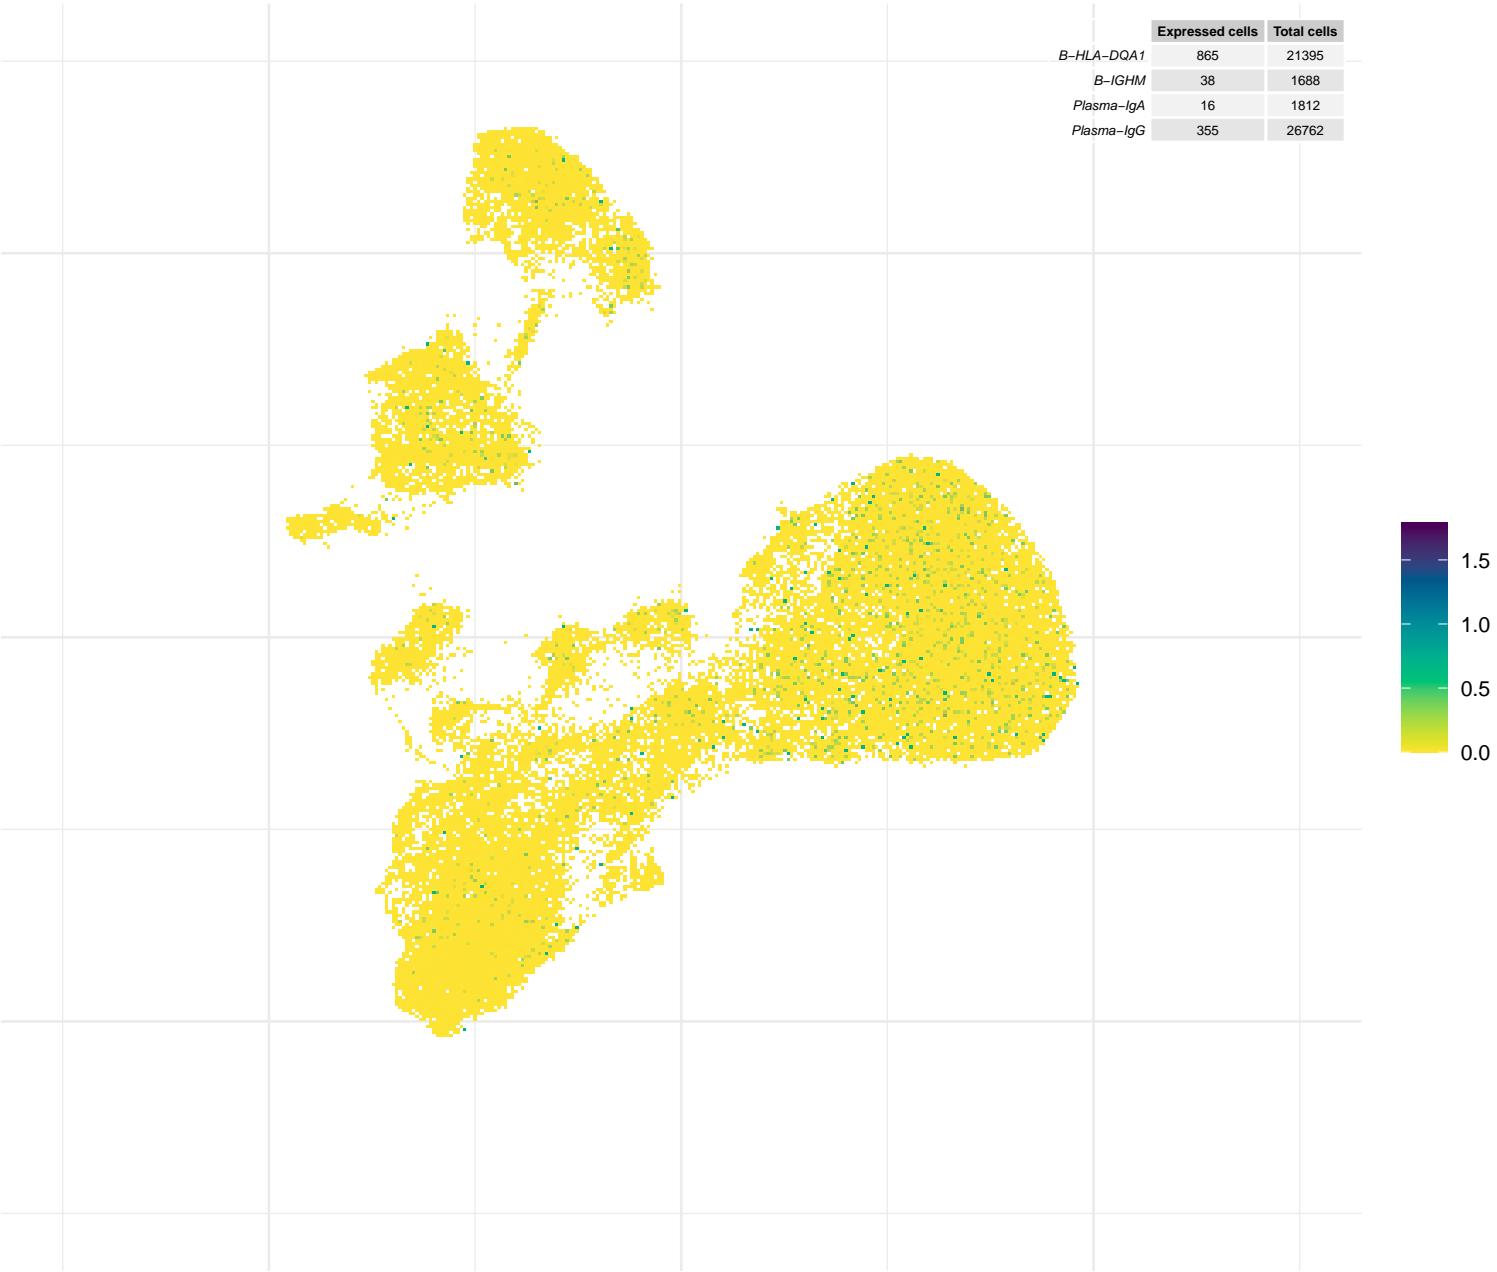 Expressed cells Total cells
B−HLA−DQA1 865 21395
B−IGHM 38 1688
Plasma−IgA 16 1812
Plasma−IgG 355 26762
1.5
1.0
0.5
0.0